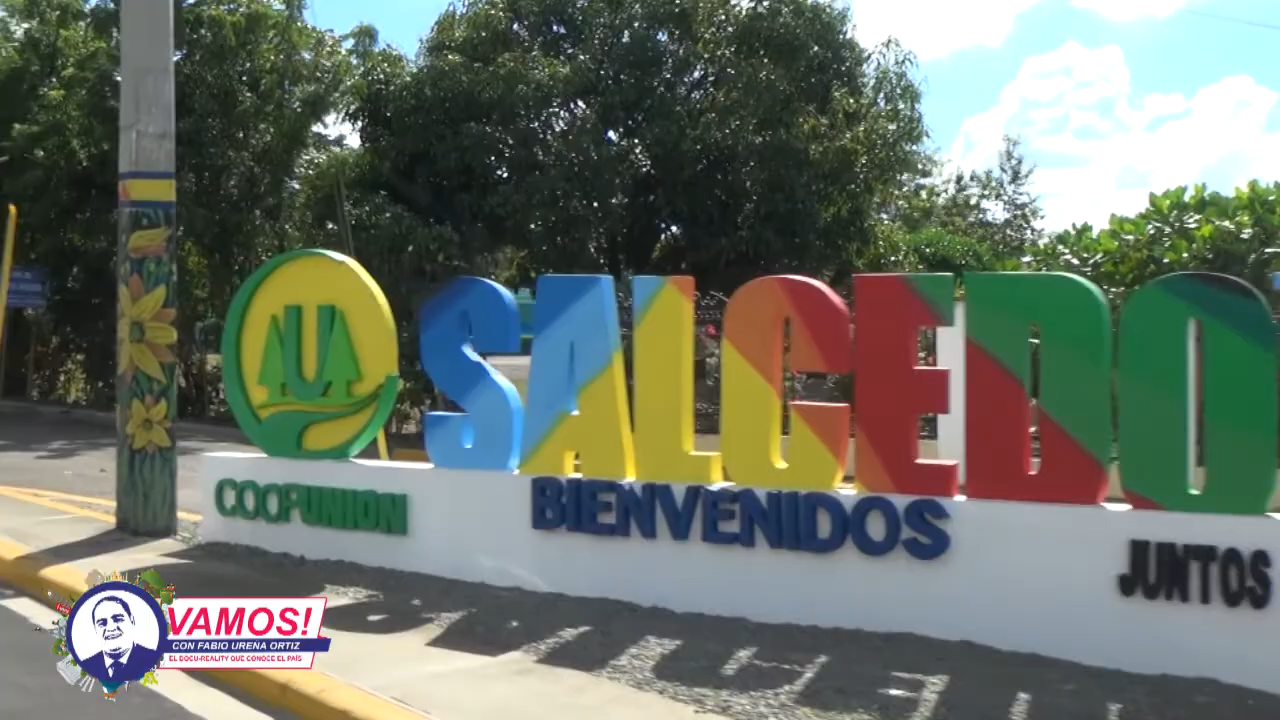 U
SALCEDO
COOPUNION
BIENVENIDOS
JUNTOS
VAMOS!
CON FABIO UREÑA ORTIZ
EL DOCU-REALITY QUE CONOCE EL PAÍS